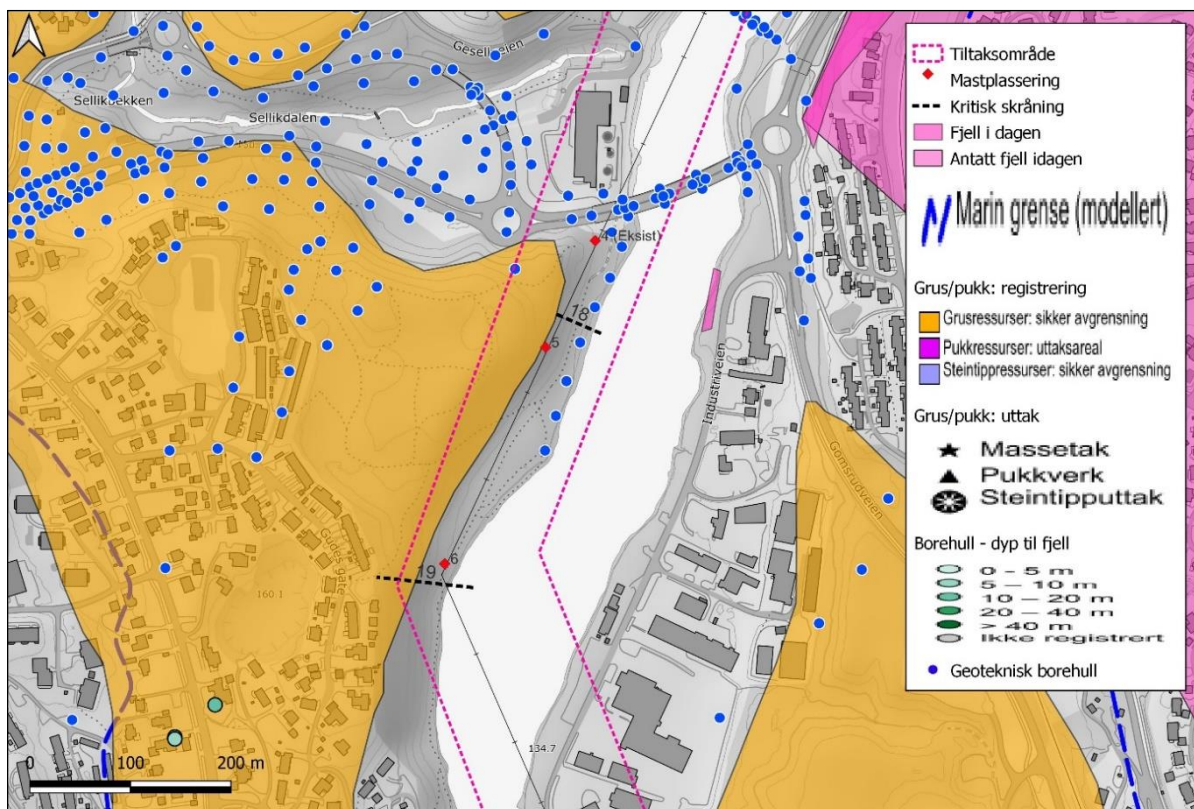 Gesellveien
Sellikbekken
Sellikdalen
4 (Eksist)
18
5
Industriveien
Gomsrudveien
Gudes gate
6
19
160.1
134.7
0 100 200 m
Tiltaksområde
Mastplassering
Kritisk skråning
Fjell i dagen
Antatt fjell idagen
Marin grense (modellert)
Grus/pukk: registrering
Grusressurser: sikker avgrensning
Pukkressurser: uttaksareal
Steintippressurser: sikker avgrensning
Grus/pukk: uttak
Massetak
Pukkverk
Steintipputtak
Borehull - dyp til fjell
0 - 5 m
5 – 10 m
10 – 20 m
20 – 40 m
> 40 m
Ikke registrert
Geoteknisk borehull